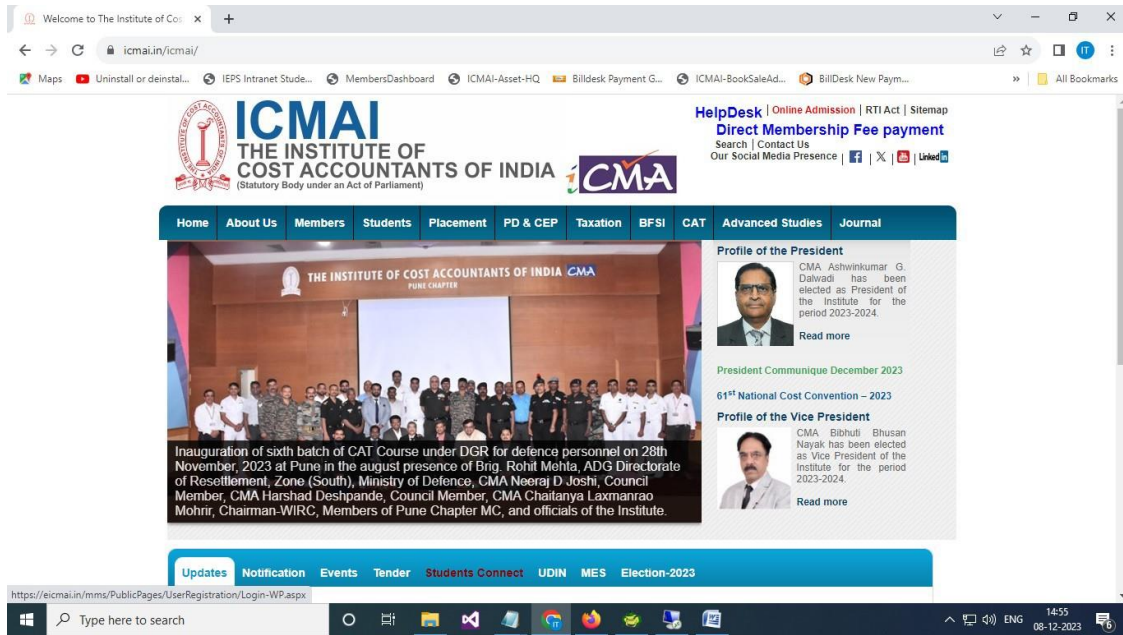 Welcome to The Institute of Cos
icmai.in/icmai/
Maps Uninstall or deinstal... IEPS Intranet Stude... MembersDashboard ICMAI-Asset-HQ Billdesk Payment G... ICMAI-BookSaleAd... BillDesk New Paym... » All Bookmarks
IT
ICMAI
THE INSTITUTE OF
COST ACCOUNTANTS OF INDIA
(Statutory Body under an Act of Parliament)
CMA
HelpDesk | Online Admission | RTI Act | Sitemap
Direct Membership Fee payment
Search | Contact Us
Our Social Media Presence | f | X | | Linked in
Home About Us Members Students Placement PD & CEP Taxation BFSI CAT Advanced Studies Journal
THE INSTITUTE OF COST ACCOUNTANTS OF INDIA CMA
PUNE CHAPTER
Inauguration of sixth batch of CAT Course under DGR for defence personnel on 28th
November, 2023 at Pune in the august presence of Brig. Rohit Mehta, ADG Directorate
of Resettlement, Zone (South), Ministry of Defence, CMA Neeraj D Joshi, Council
Member, CMA Harshad Deshpande, Council Member, CMA Chaitanya Laxmanrao
Mohrir, Chairman-WIRC, Members of Pune Chapter MC, and officials of the Institute.
Profile of the President
CMA Ashwinkumar G.
Dalwadi has been
elected as President of
the Institute for the
period 2023-2024.
Read more
President Communique December 2023
61st National Cost Convention – 2023
Profile of the Vice President
CMA Bibhuti Bhusan
Nayak has been elected
as Vice President of the
Institute for the period
2023-2024.
Read more
Updates Notification Events Tender Students Connect UDIN MES Election-2023
https://eicmai.in/mms/PublicPages/UserRegistration/Login-WP.aspx
Type here to search
ENG
14:55
08-12-2023
6